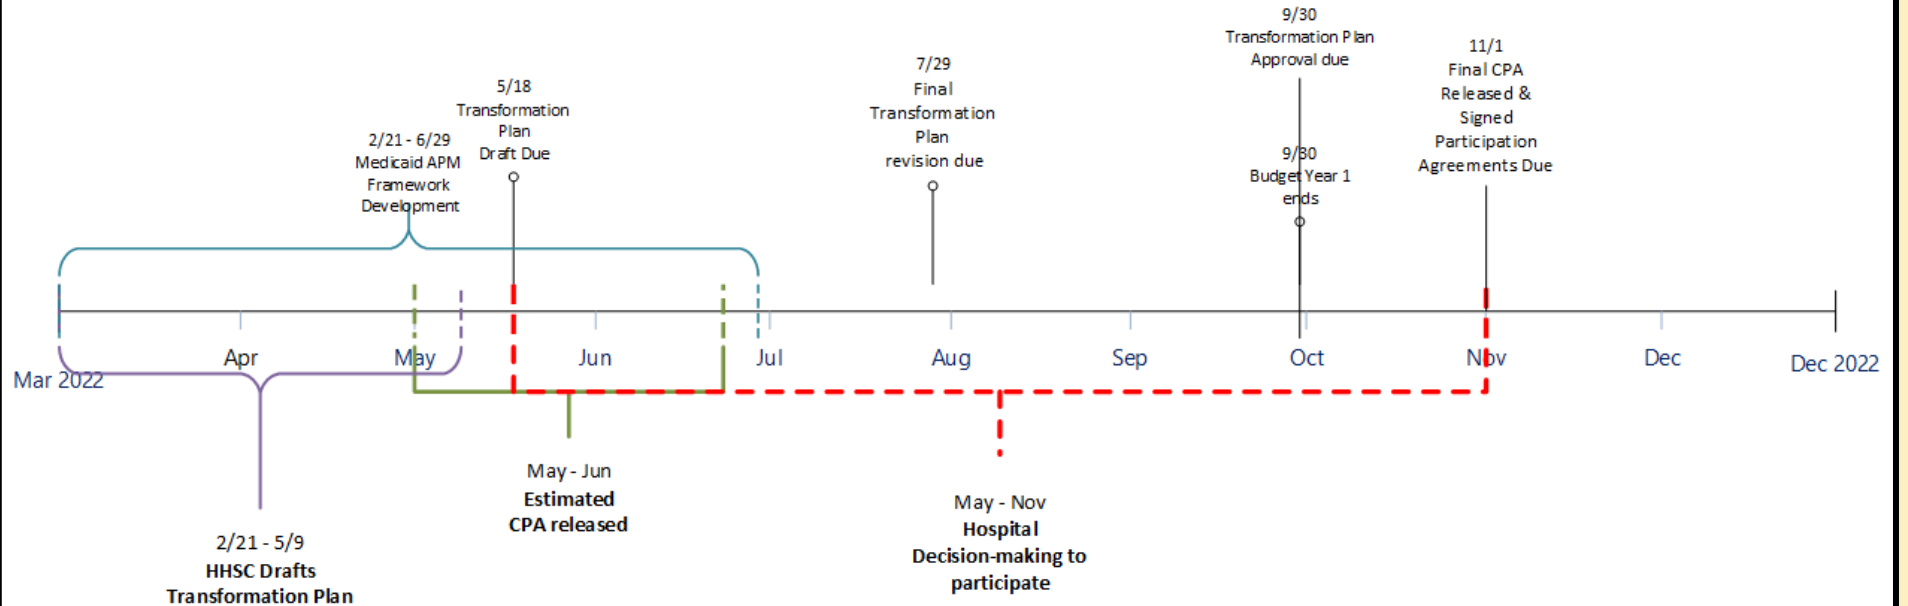 9/30
Transformation Plan
Approval due
11/1
Final CPA
Released &
Signed
Participation
Agreements Due
7/29
Final
Transformation
Plan
revision due
5/18
Transformation
Plan
Draft Due
2/21 - 6/29
Medicaid APM
Framework
Development
9/30
Budget Year 1
ends
Mar 2022
Apr
May
Jun
Jul
Aug
Sep
Oct
Nov
Dec
Dec 2022
May - Jun
Estimated
CPA released
May - Nov
Hospital
Decision-making to
participate
2/21 - 5/9
HHSC Drafts
Transformation Plan